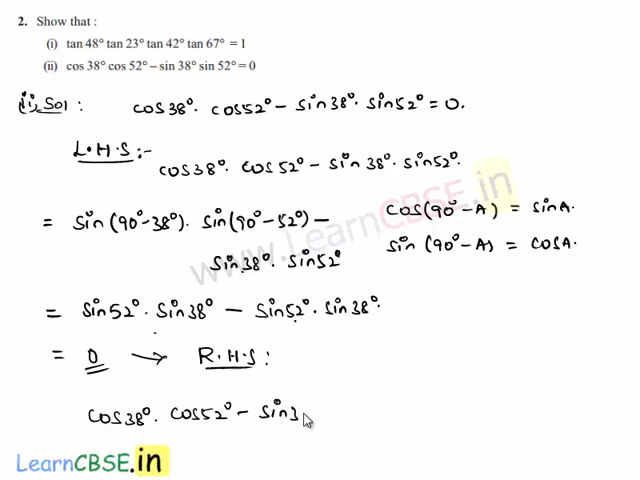 2. Show that :
(i) tan 48° tan 23° tan 42° tan 67° = 1
(ii) cos 38° cos 52° – sin 38° sin 52° = 0
(ii) Sol : cos38°. cos52° – sin38°. sin52° = 0.
L.H.S :-
cos38°. cos52° – sin38°. sin52°.
= sin(90°-38°). sin(90°-52°) –
sin38°. sin52°
cos(90°-A) = sinA.
sin(90°-A) = cosA.
= sin52°. sin38° – sin52°. sin38°.
= 0 → R.H.S :
cos38°. cos52° – sin3
www.LearnCBSE.in
LearnCBSE.in